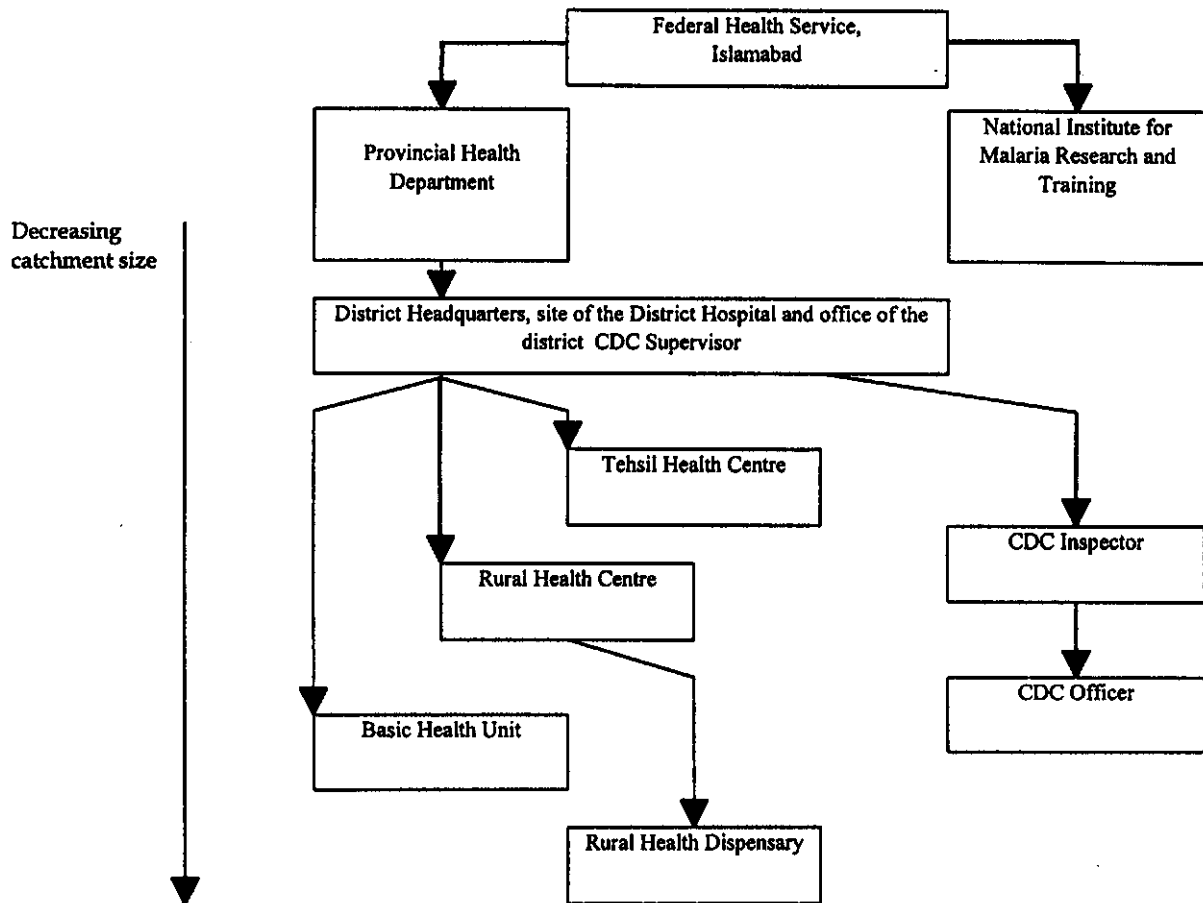 Federal Health Service,
Islamabad
Provincial Health
Department
National Institute for
Malaria Research and
Training
Decreasing
catchment size
District Headquarters, site of the District Hospital and office of the
district CDC Supervisor
Tehsil Health Centre
CDC Inspector
Rural Health Centre
CDC Officer
Basic Health Unit
Rural Health Dispensary